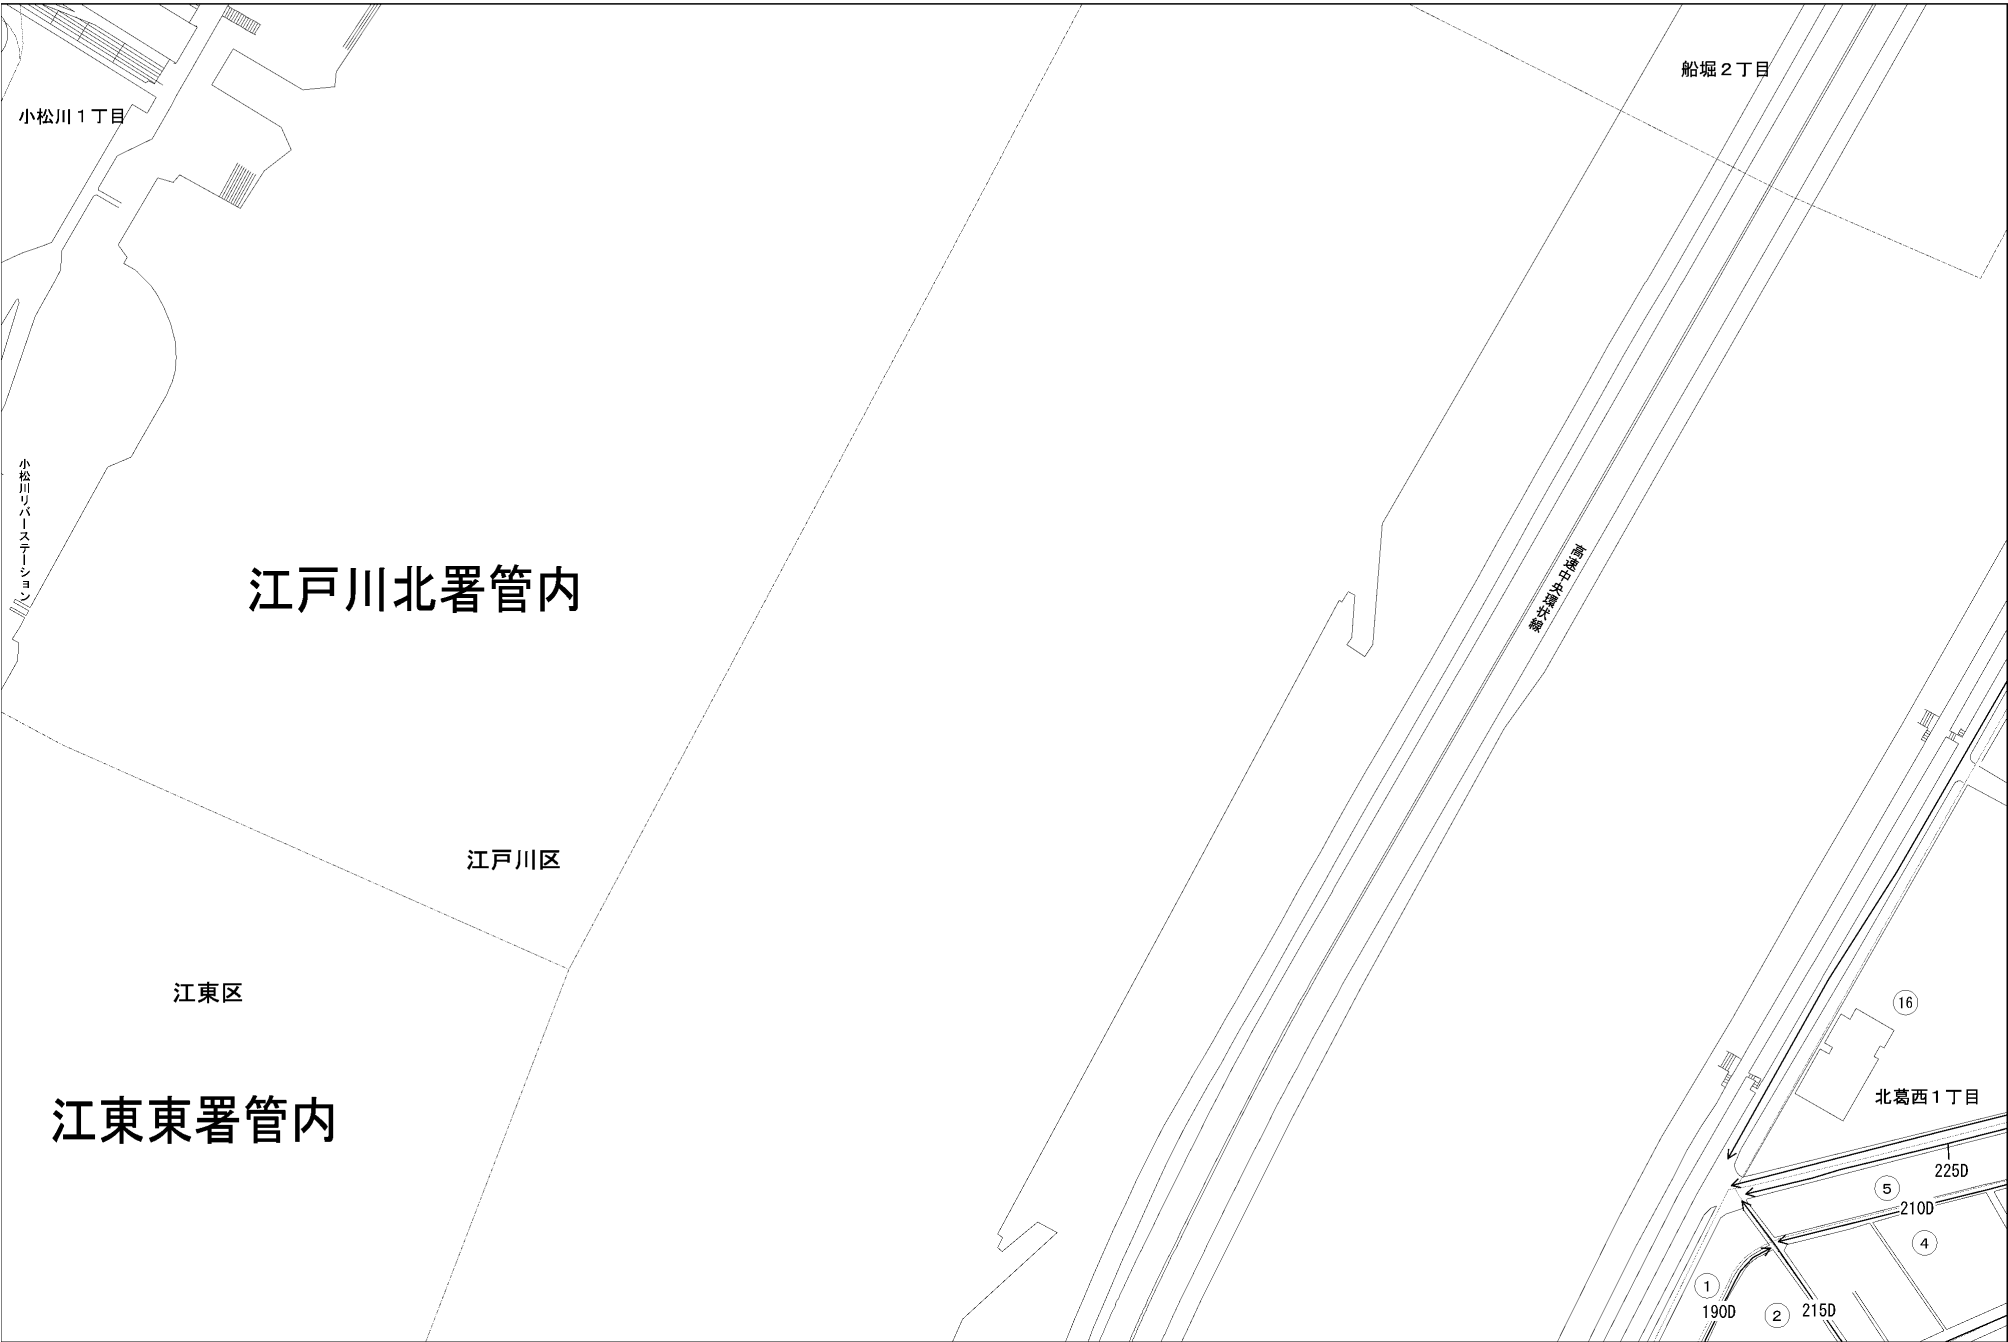 船堀２丁目
小松川１丁目
小松川リバーステーション
高速中央環状線
江戸川北署管内
江戸川区
江東区
16
北葛西１丁目
江東東署管内
225D
5
210D
4
1
190D
2
215D